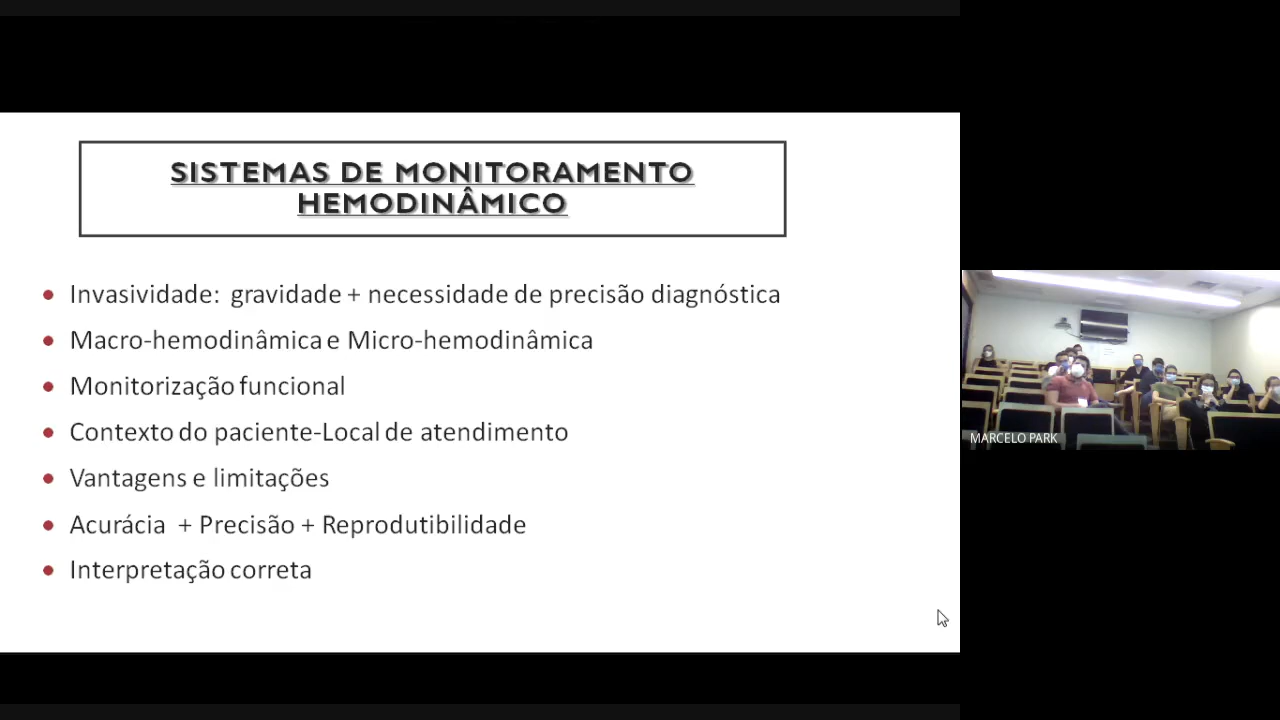 SISTEMAS DE MONITORAMENTO
HEMODINÂMICO
Invasividade: gravidade + necessidade de precisão diagnóstica
Macro-hemodinâmica e Micro-hemodinâmica
Monitorização funcional
Contexto do paciente-Local de atendimento
Vantagens e limitações
Acurácia + Precisão + Reprodutibilidade
Interpretação correta
MARCELO PARK